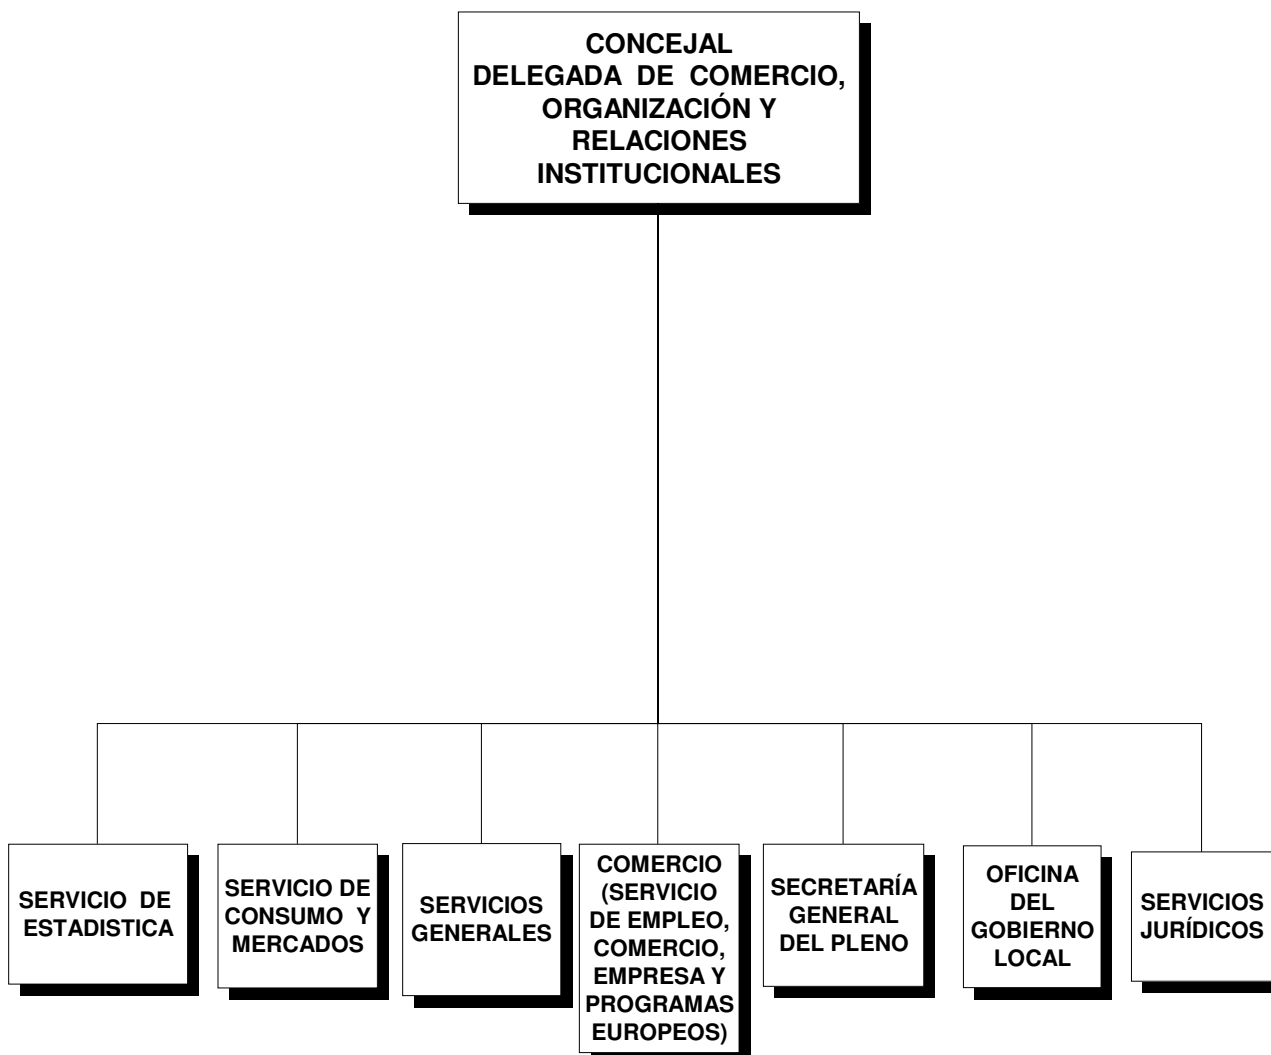 CONCEJAL
DELEGADA DE COMERCIO,
ORGANIZACIÓN Y
RELACIONES
INSTITUCIONALES
SERVICIO DE
ESTADISTICA
SERVICIO DE
CONSUMO Y
MERCADOS
SERVICIOS
GENERALES
COMERCIO
(SERVICIO
DE EMPLEO,
COMERCIO,
EMPRESA Y
PROGRAMAS
EUROPEOS)
SECRETARÍA
GENERAL
DEL PLENO
OFICINA
DEL
GOBIERNO
LOCAL
SERVICIOS
JURÍDICOS